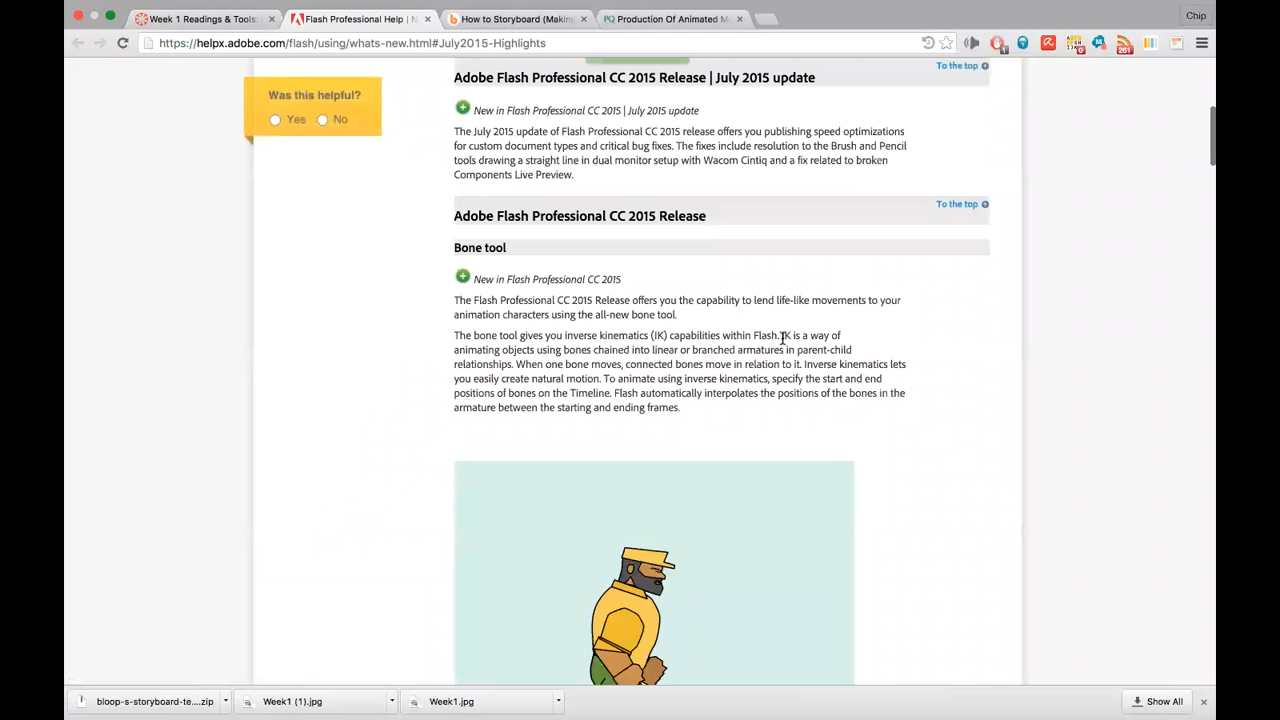 Week 1 Readings & Tools:
Flash Professional Help | N
How to Storyboard (Making
Production Of Animated Me
Chip
https://helpx.adobe.com/flash/using/whats-new.html#July2015-Highlights
1
0
261
Was this helpful?
Yes No
To the top
Adobe Flash Professional CC 2015 Release | July 2015 update
New in Flash Professional CC 2015 | July 2015 update
The July 2015 update of Flash Professional CC 2015 release offers you publishing speed optimizations
for custom document types and critical bug fixes. The fixes include resolution to the Brush and Pencil
tools drawing a straight line in dual monitor setup with Wacom Cintiq and a fix related to broken
Components Live Preview.
To the top
Adobe Flash Professional CC 2015 Release
Bone tool
New in Flash Professional CC 2015
The Flash Professional CC 2015 Release offers you the capability to lend life-like movements to your
animation characters using the all-new bone tool.
The bone tool gives you inverse kinematics (IK) capabilities within Flash. IK is a way of
animating objects using bones chained into linear or branched armatures in parent-child
relationships. When one bone moves, connected bones move in relation to it. Inverse kinematics lets
you easily create natural motion. To animate using inverse kinematics, specify the start and end
positions of bones on the Timeline. Flash automatically interpolates the positions of the bones in the
armature between the starting and ending frames.
bloop-s-storyboard-te....zip
Week1 (1).jpg
Week1.jpg
Show All